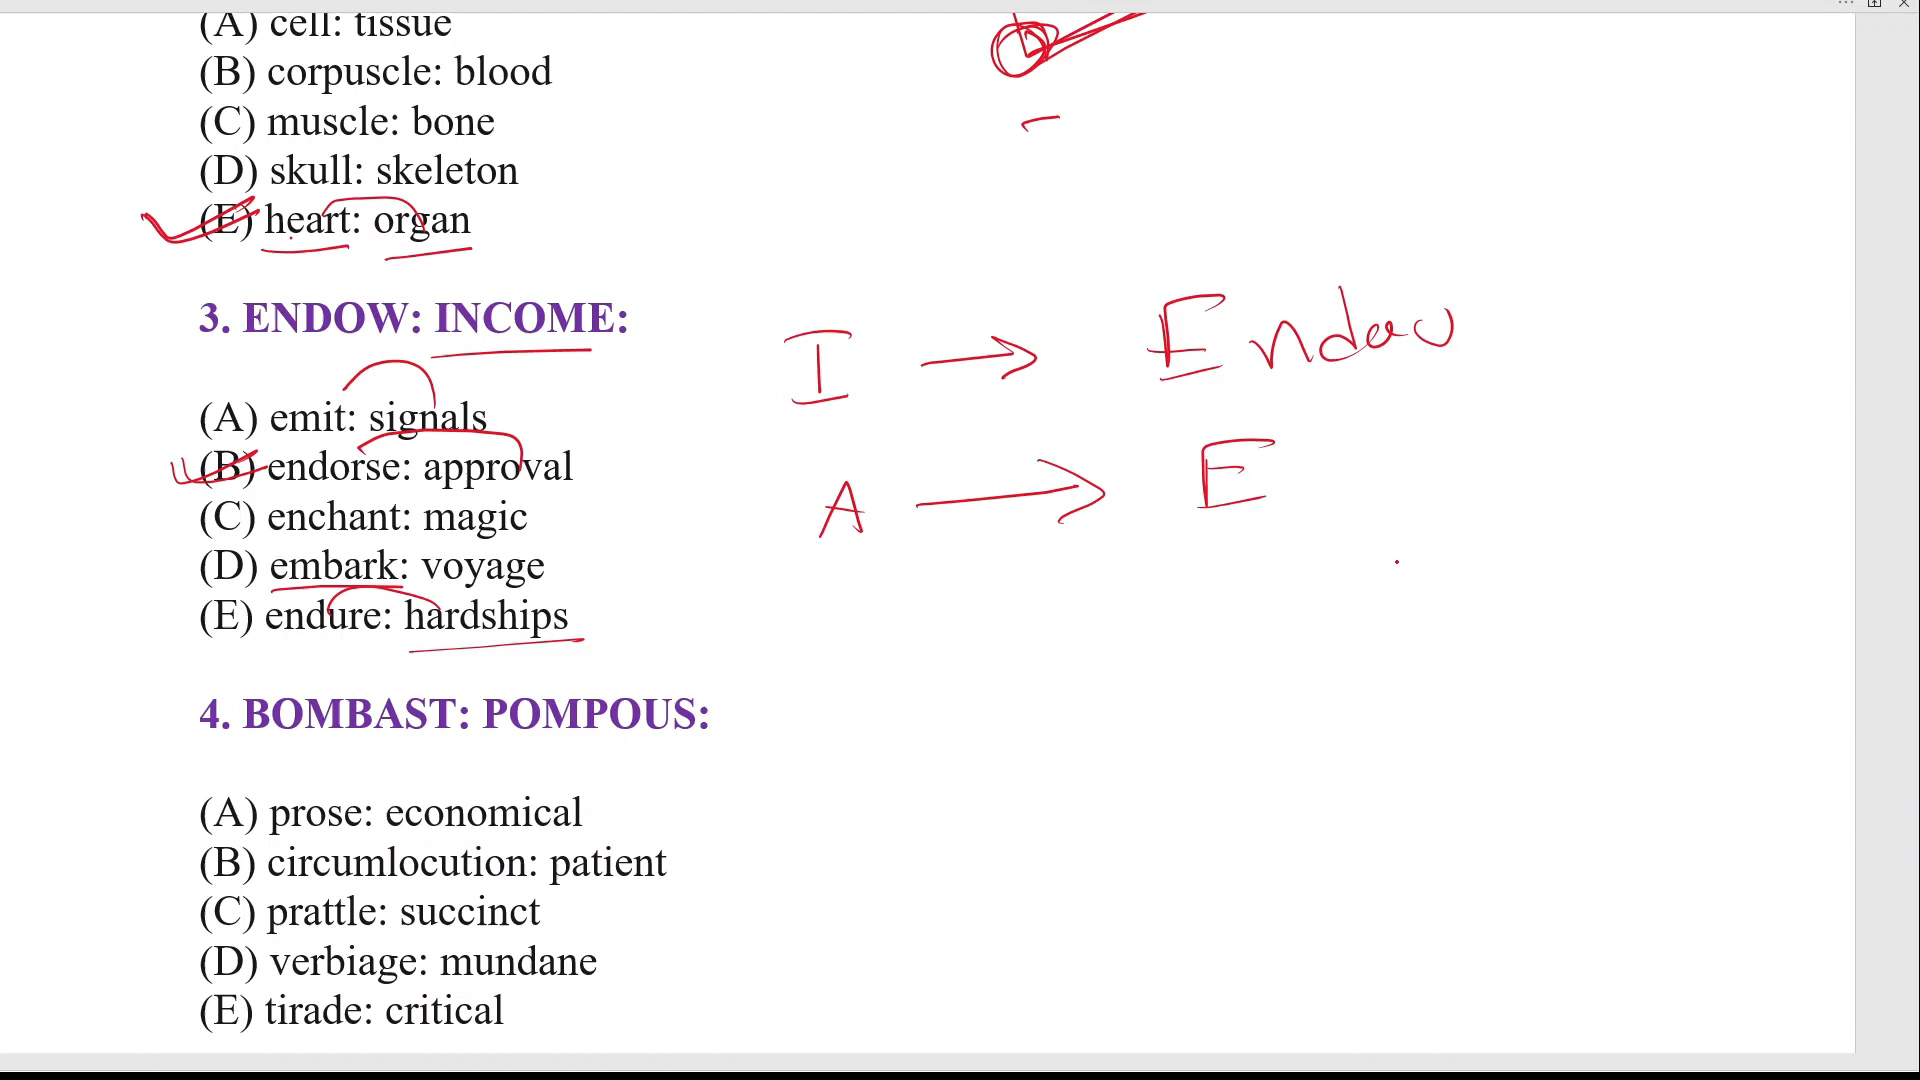 (A) cell: tissue
(B) corpuscle: blood
(C) muscle: bone
(D) skull: skeleton
(E) heart: organ
3. ENDOW: INCOME:
I → Endow
(A) emit: signals
(B) endorse: approval
A → E
(C) enchant: magic
(D) embark: voyage
(E) endure: hardships
4. BOMBAST: POMPOUS:
(A) prose: economical
(B) circumlocution: patient
(C) prattle: succinct
(D) verbiage: mundane
(E) tirade: critical